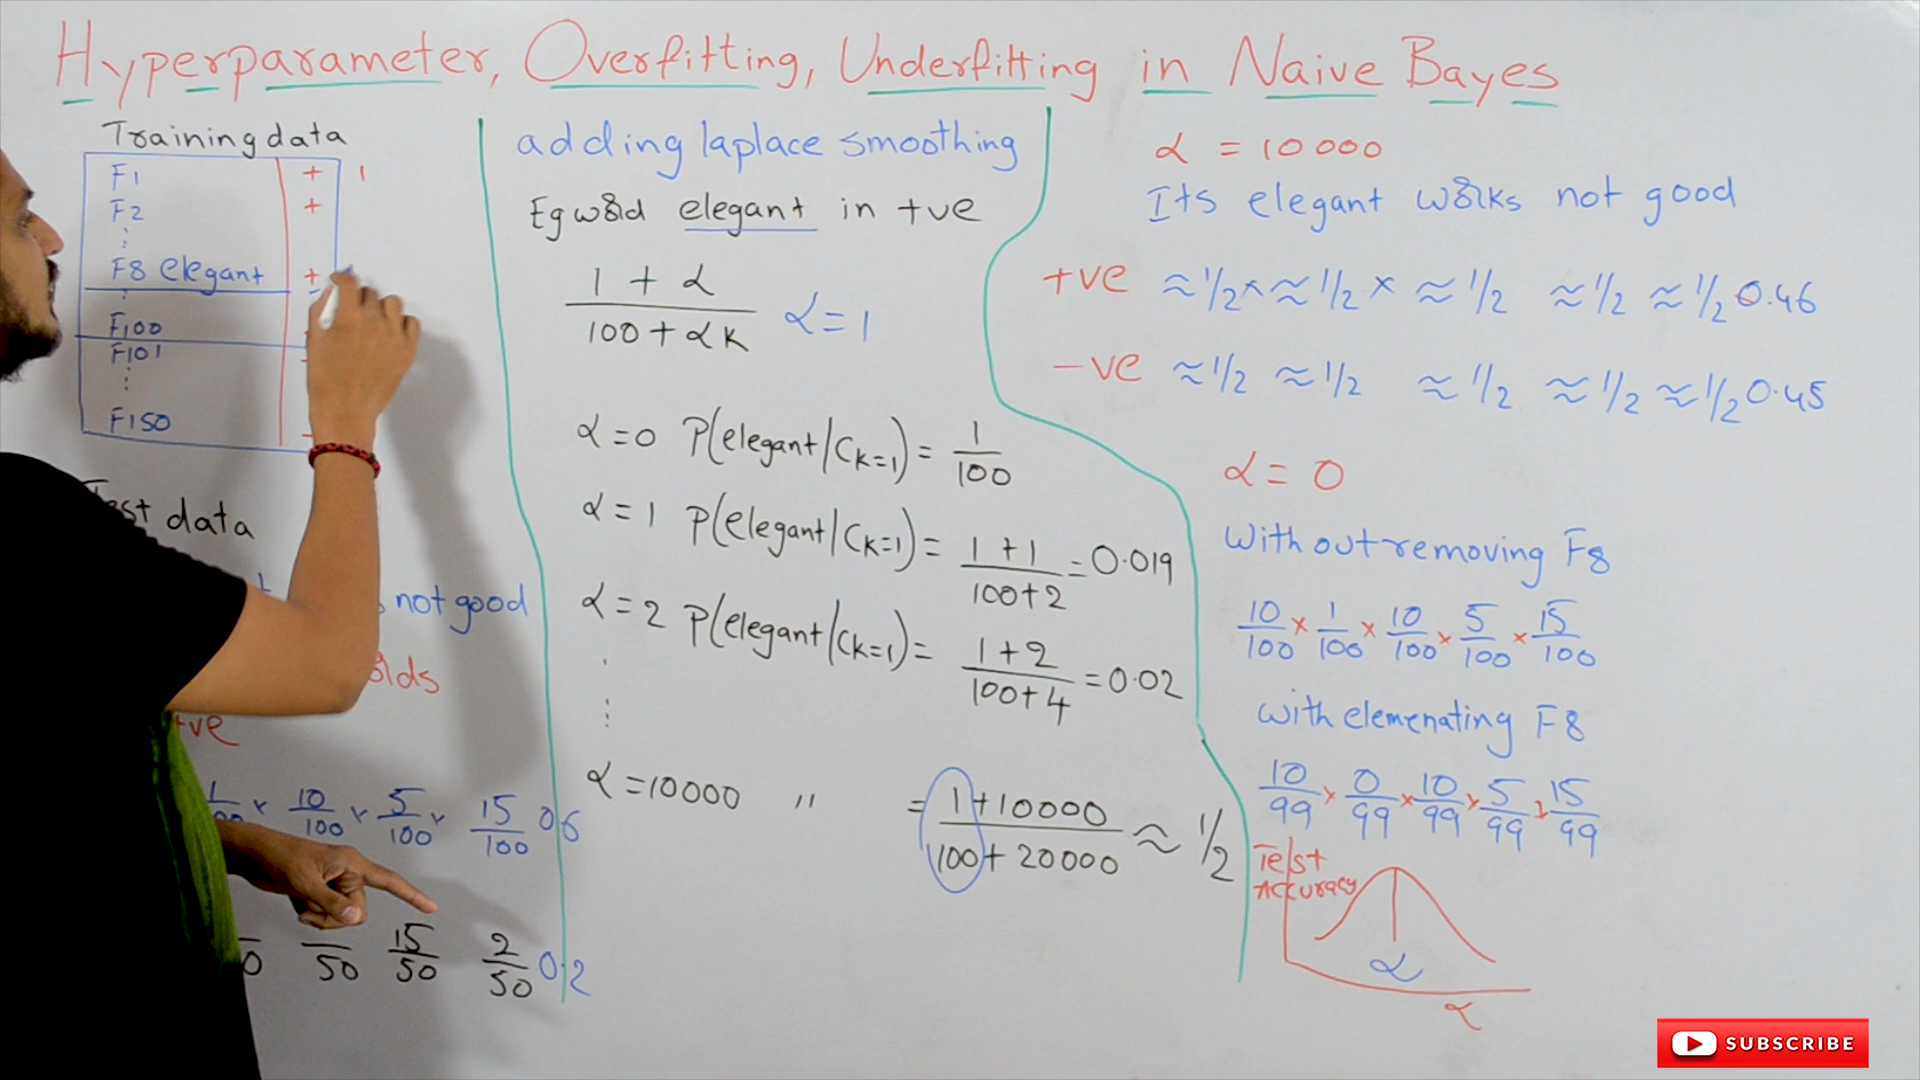 Hyperparameter, Overfitting, Underfitting in Naive Bayes
Training data
F1 + 1
F2 +
F8 elegant +
F100
F101
F150
Test data
not good
+ve
10/100 × 5/100 × 15/100 0.6
15/50 2/50 0.2
adding laplace smoothing
Eg word elegant in +ve
1 + α / 100 + αK α=1
α=0 P(elegant/Ck=1) = 1/100
α=1 P(elegant/Ck=1) = 1+1/100+2 = 0.019
α=2 P(elegant/Ck=1) = 1+2/100+4 = 0.02
α=10000 " = 1+10000/100+20000 ≈ 1/2
α = 10000
Its elegant works not good
+ve ≈1/2 × ≈1/2 × ≈1/2 ≈1/2 ≈1/2 0.46
-ve ≈1/2 ≈1/2 ≈1/2 ≈1/2 ≈1/2 0.45
α = 0
Without removing F8
10/100 × 1/100 × 10/100 × 5/100 × 15/100
with elemenating F8
10/99 × 0/99 × 10/99 × 5/99 × 15/99
Test
Accuracy
α
α
SUBSCRIBE